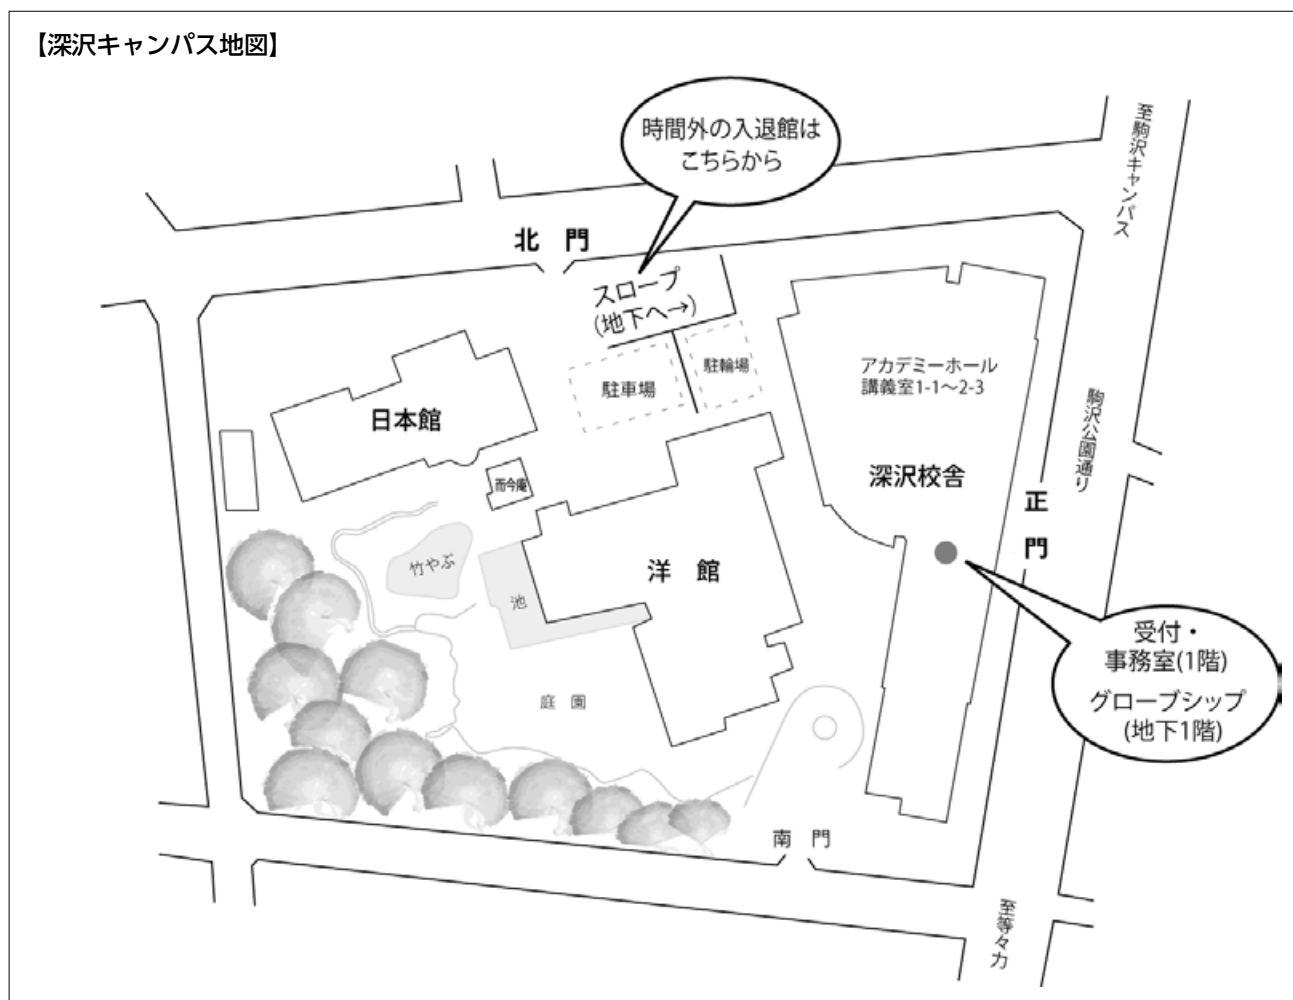 【深沢キャンパス地図】
時間外の入退館は
こちらから
至駒沢キャンパス
北 門
スロープ
(地下へ→)
駐車場
駐輪場
アカデミーホール
講義室1-1～2-3
日本館
駒沢公園通り
深沢校舎
而今庵
正門
竹やぶ
洋 館
池
受付・
事務室(1階)
グローブシップ
(地下1階)
庭 園
南 門
至等々力